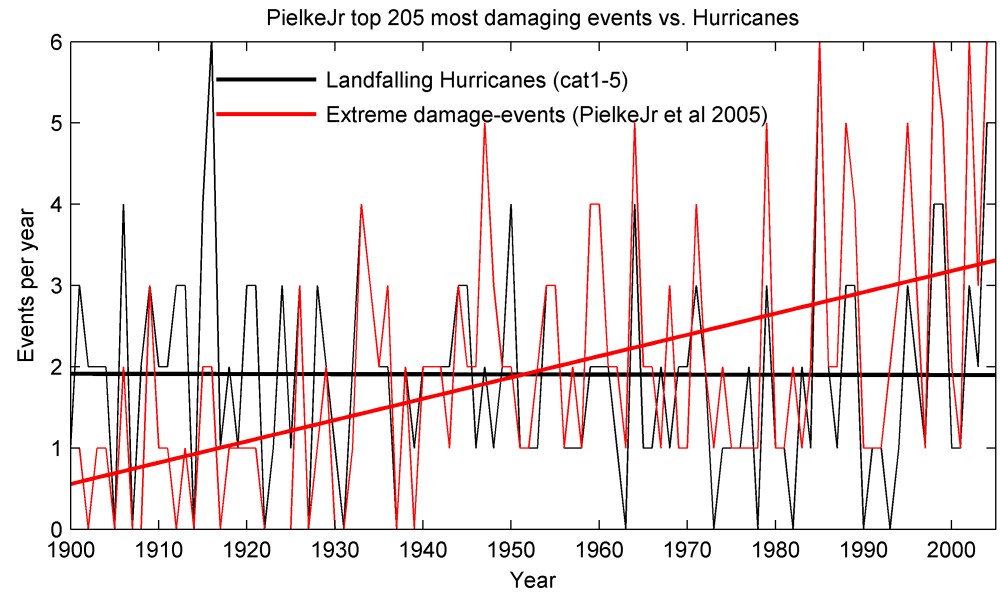 PielkeJr top 205 most damaging events vs. Hurricanes
6
5
4
3
2
1
0
Events per year
Landfalling Hurricanes (cat1-5)
Extreme damage-events (PielkeJr et al 2005)
1900 1910 1920 1930 1940 1950 1960 1970 1980 1990 2000
Year